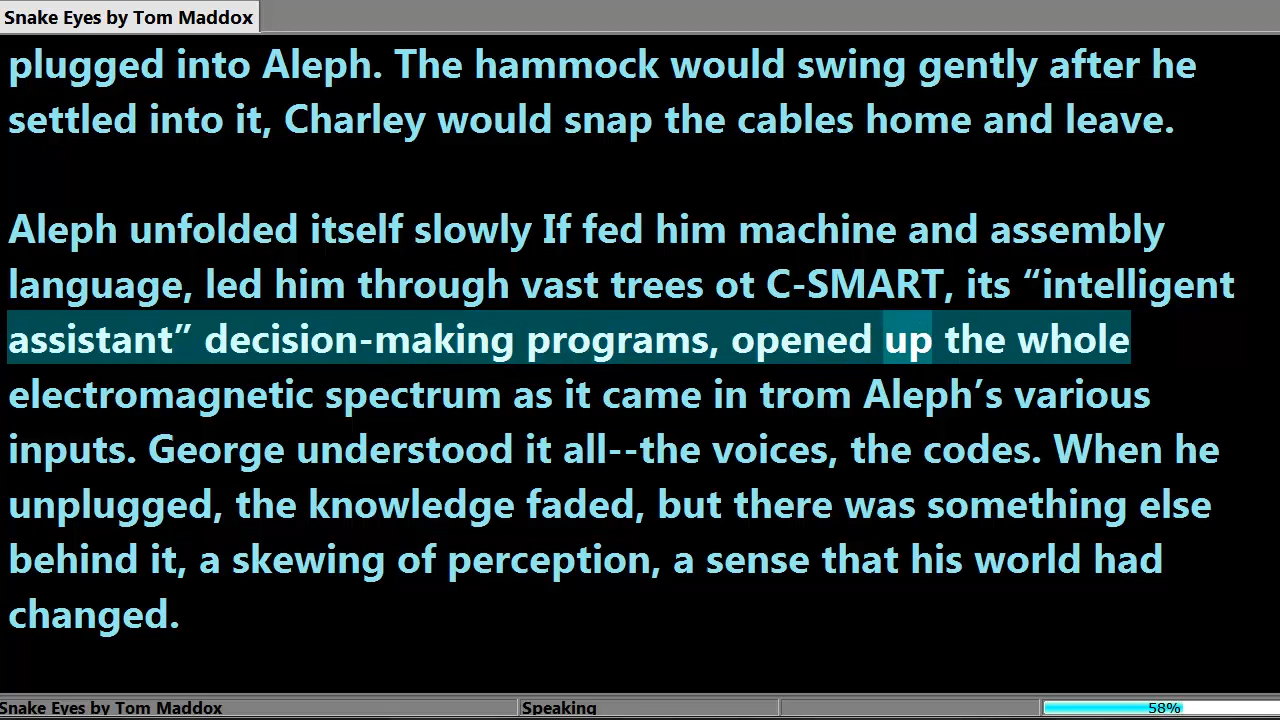 Snake Eyes by Tom Maddox
plugged into Aleph. The hammock would swing gently after he
settled into it, Charley would snap the cables home and leave.
Aleph unfolded itself slowly If fed him machine and assembly
language, led him through vast trees ot C-SMART, its “intelligent
assistant” decision-making programs, opened up the whole
electromagnetic spectrum as it came in trom Aleph’s various
inputs. George understood it all--the voices, the codes. When he
unplugged, the knowledge faded, but there was something else
behind it, a skewing of perception, a sense that his world had
changed.
Snake Eyes by Tom Maddox Speaking 58%